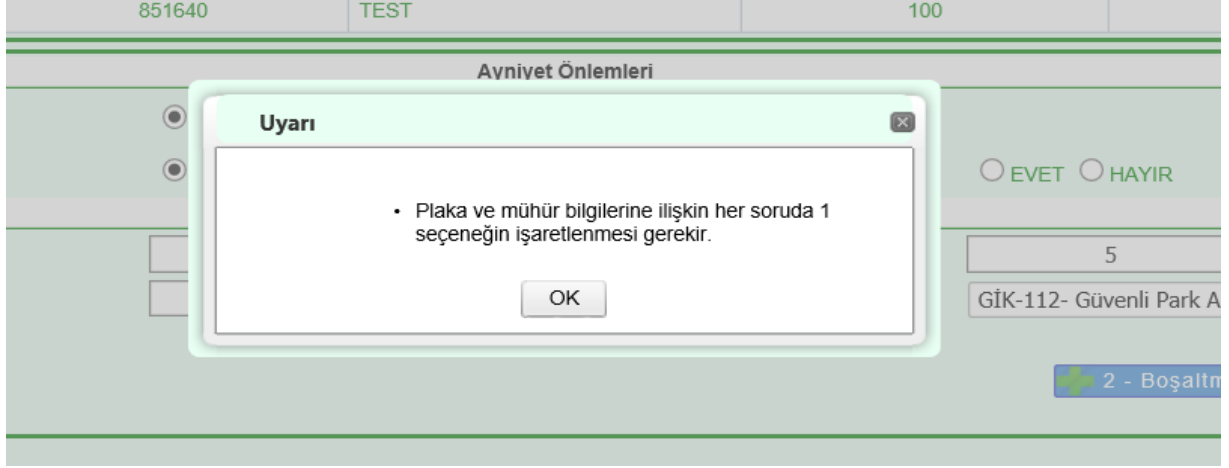 851640 TEST 100
Ayniyet Önlemleri
Uyarı
EVET HAYIR
• Plaka ve mühür bilgilerine ilişkin her soruda 1
seçeneğin işaretlenmesi gerekir.
5
OK
GİK-112- Güvenli Park A
2 - Boşaltm